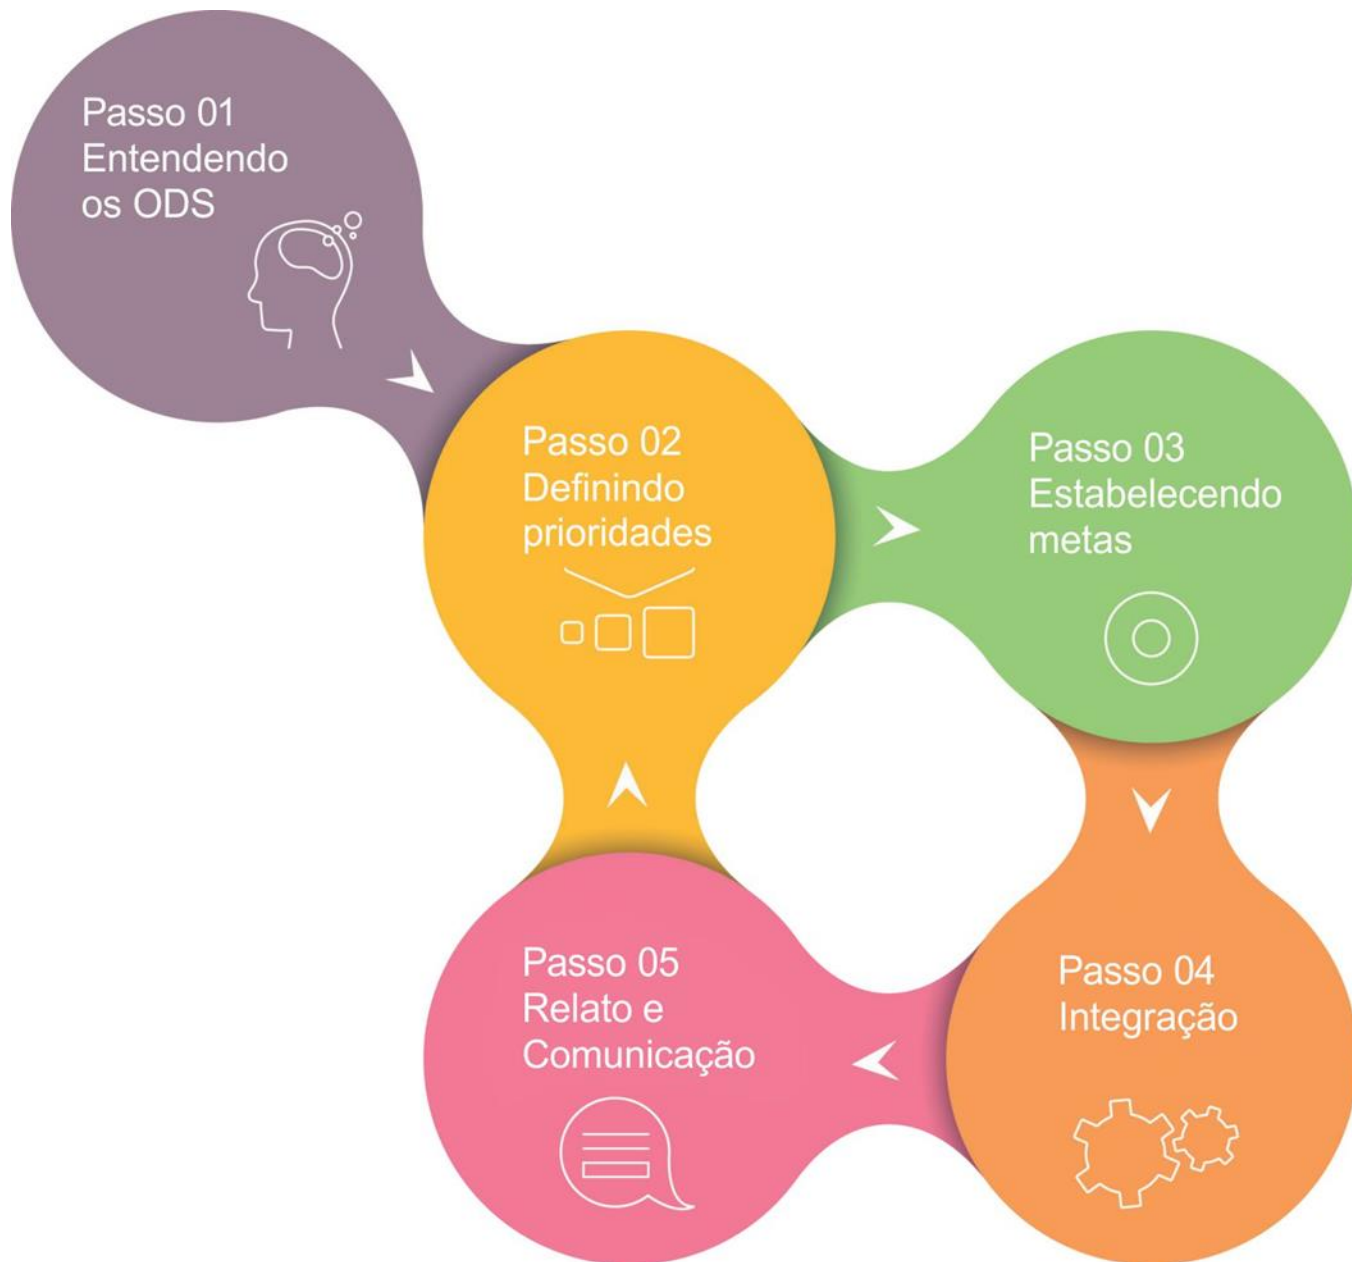 Passo 01
Entendendo
os ODS
Passo 02
Definindo
prioridades
Passo 03
Estabelecendo
metas
Passo 04
Integração
Passo 05
Relato e
Comunicação